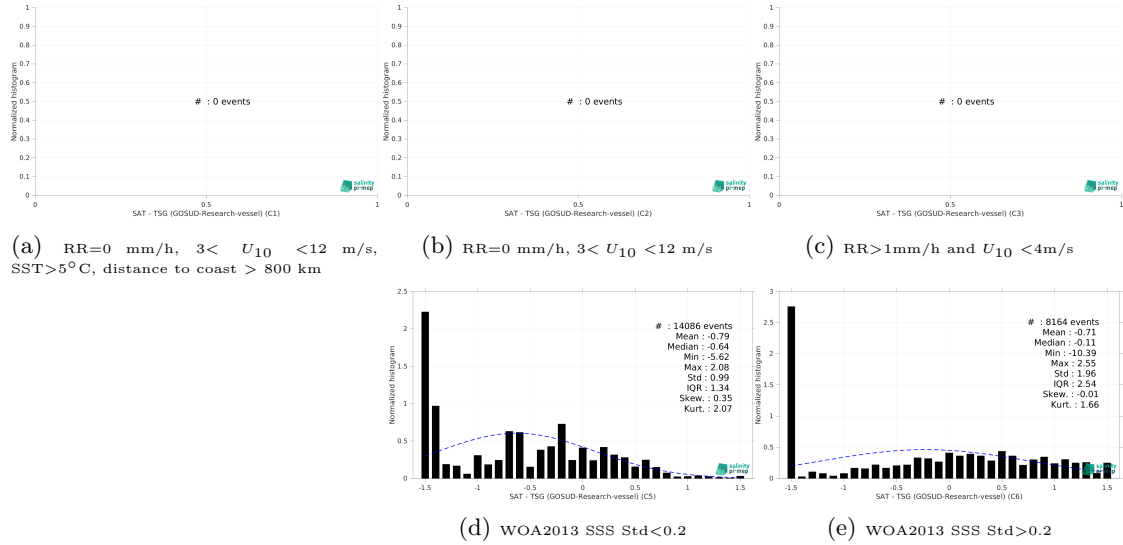 1
0.9
0.8
0.7
0.6
0.5
0.4
0.3
0.2
0.1
0
Normalized histogram
# : 0 events
salinity
pi-mep
0 0.5 1
SAT - TSG (GOSUD-Research-vessel) (C1)
(a) RR=0 mm/h, 3< U10 <12 m/s,
SST>5°C, distance to coast > 800 km
1
0.9
0.8
0.7
0.6
0.5
0.4
0.3
0.2
0.1
0
Normalized histogram
# : 0 events
salinity
pi-mep
0 0.5 1
SAT - TSG (GOSUD-Research-vessel) (C2)
(b) RR=0 mm/h, 3< U10 <12 m/s
1
0.9
0.8
0.7
0.6
0.5
0.4
0.3
0.2
0.1
0
Normalized histogram
# : 0 events
salinity
pi-mep
0 0.5 1
SAT - TSG (GOSUD-Research-vessel) (C3)
(c) RR>1mm/h and U10 <4m/s
2.5
2
1.5
1
0.5
0
Normalized histogram
# : 14086 events
Mean : -0.79
Median : -0.64
Min : -5.62
Max : 2.08
Std : 0.99
IQR : 1.34
Skew. : 0.35
Kurt. : 2.07
salinity
pi-mep
-1.5 -1 -0.5 0 0.5 1 1.5
SAT - TSG (GOSUD-Research-vessel) (C5)
(d) WOA2013 SSS Std<0.2
3
2.5
2
1.5
1
0.5
0
Normalized histogram
# : 8164 events
Mean : -0.71
Median : -0.11
Min : -10.39
Max : 2.55
Std : 1.96
IQR : 2.54
Skew. : -0.01
Kurt. : 1.66
salinity
pi-mep
-1.5 -1 -0.5 0 0.5 1 1.5
SAT - TSG (GOSUD-Research-vessel) (C6)
(e) WOA2013 SSS Std>0.2